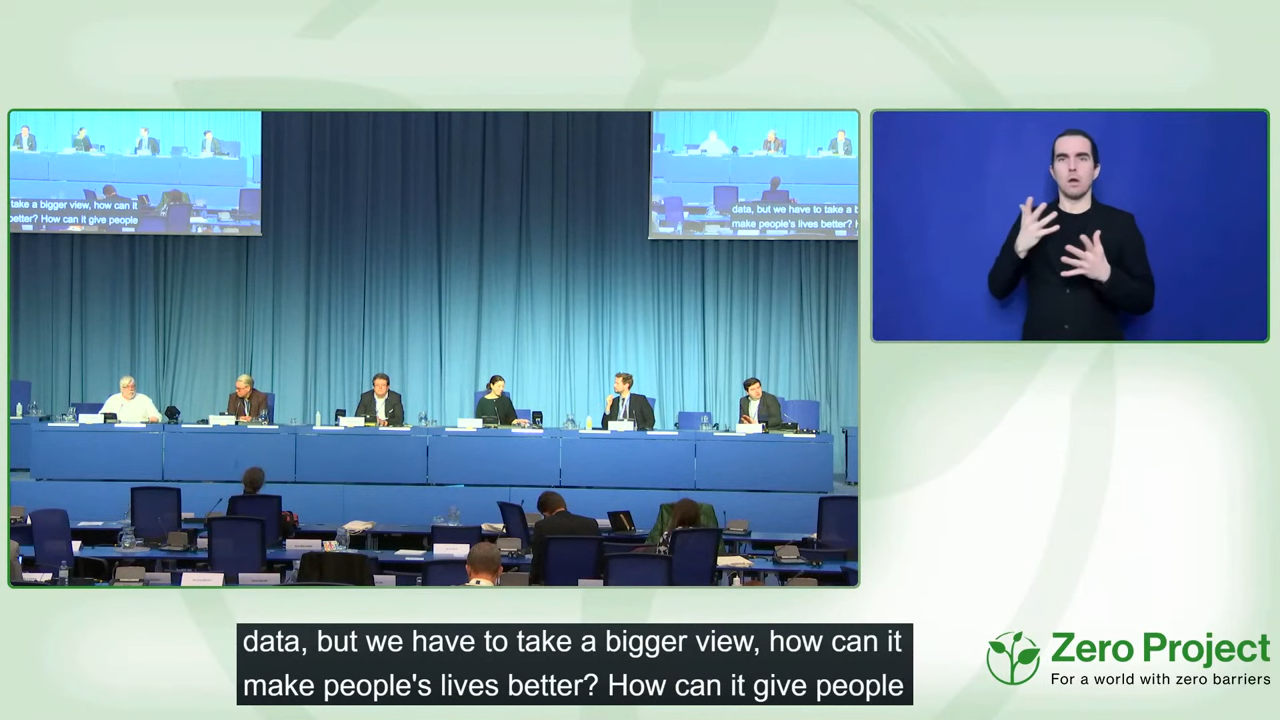 take a bigger view, how can it
better? How can it give people
data, but we have to take a b
make people's lives better? H
data, but we have to take a bigger view, how can it
make people's lives better? How can it give people
Zero Project
For a world with zero barriers